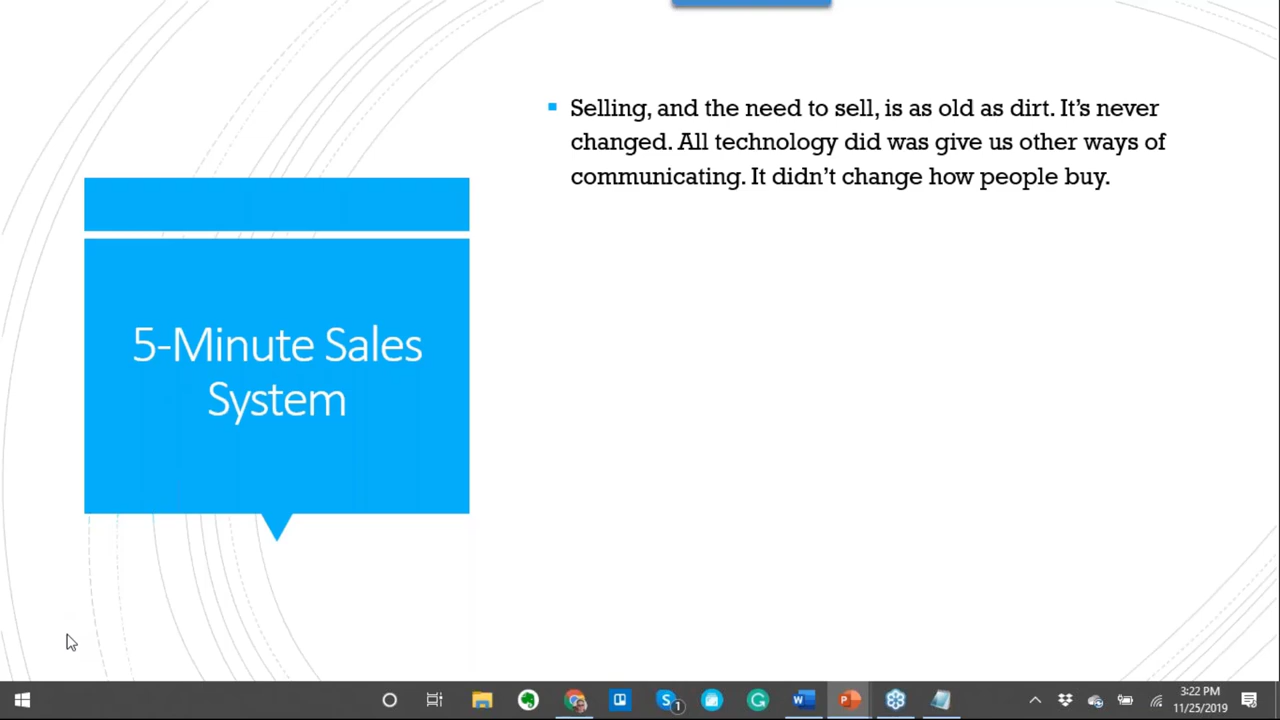 Selling, and the need to sell, is as old as dirt. It’s never
changed. All technology did was give us other ways of
communicating. It didn’t change how people buy.
5-Minute Sales
System
3:22 PM
11/25/2019
1